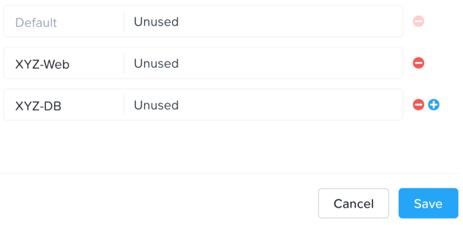 Default Unused
XYZ-Web Unused
XYZ-DB Unused
Cancel Save